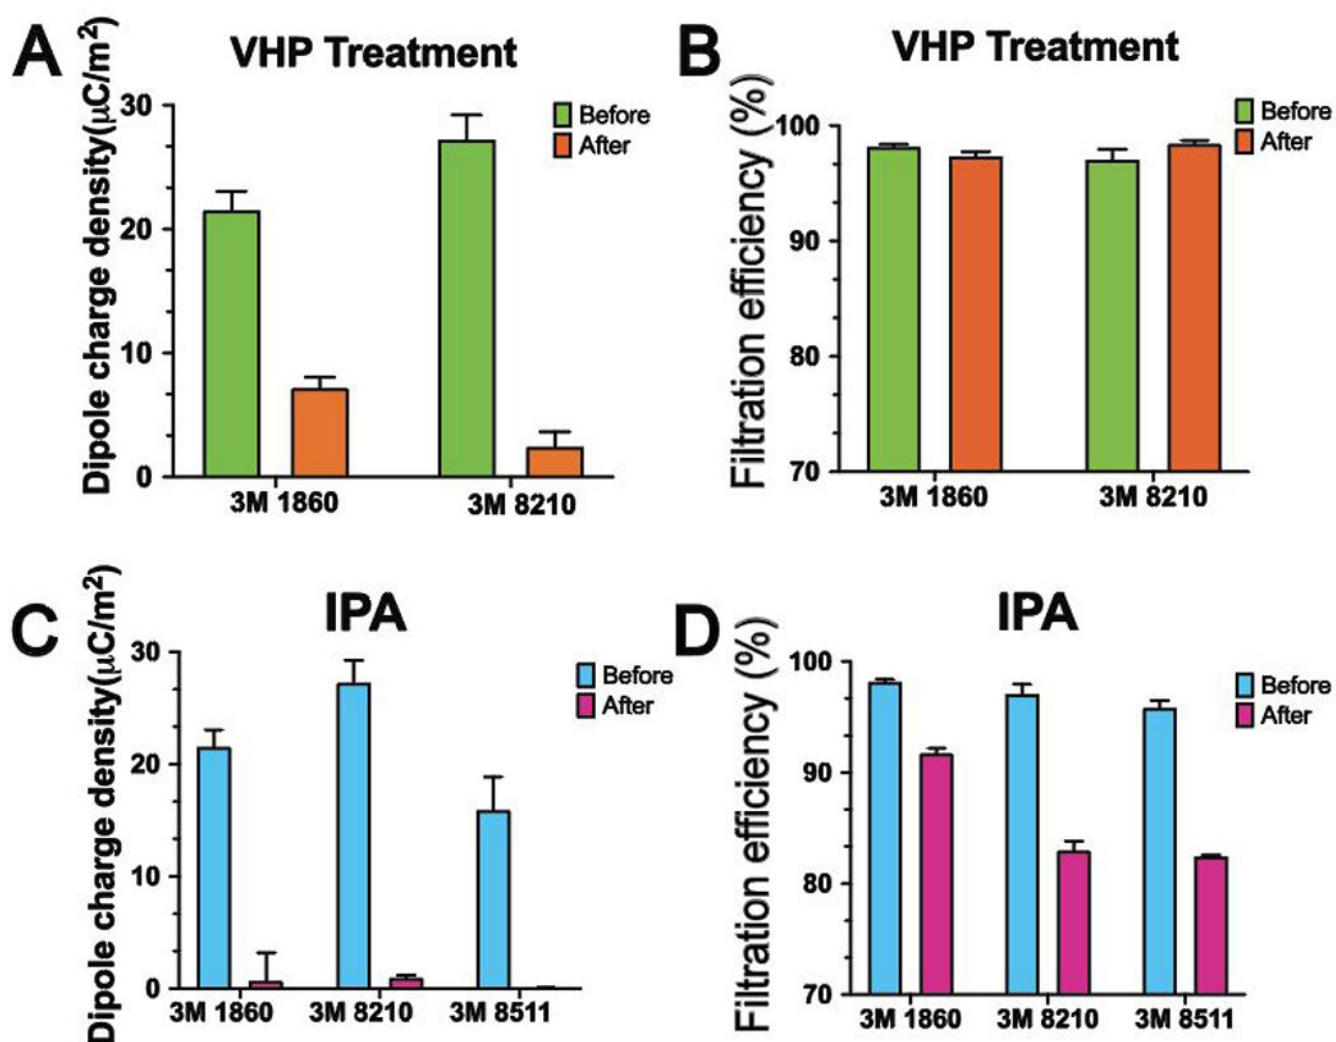 A
VHP Treatment
Dipole charge density(μC/m²)
30
20
10
0
Before
After
3M 1860
3M 8210
B
VHP Treatment
Filtration efficiency (%)
100
90
80
70
Before
After
3M 1860
3M 8210
C
IPA
Dipole charge density(μC/m²)
30
20
10
0
Before
After
3M 1860
3M 8210
3M 8511
D
IPA
Filtration efficiency (%)
100
90
80
70
Before
After
3M 1860
3M 8210
3M 8511